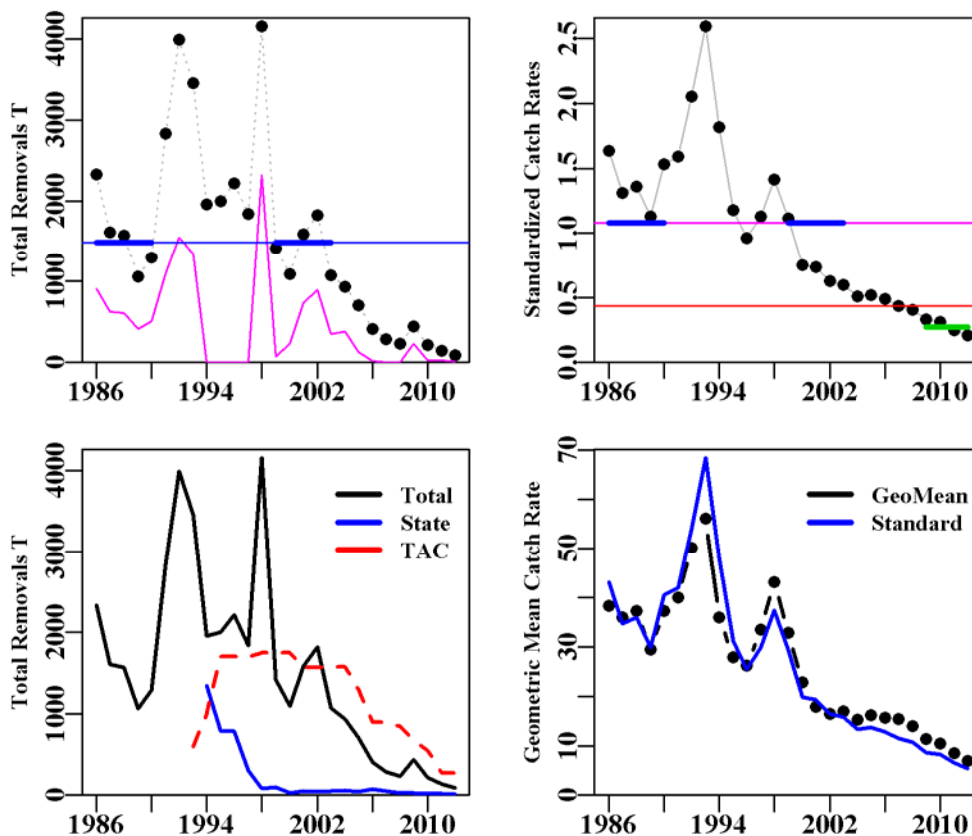 Total Removals T
4000
3000
2000
1000
0
1986 1994 2002 2010
Standardized Catch Rates
2.5
2.0
1.5
1.0
0.5
0.0
1986 1994 2002 2010
Total Removals T
4000
3000
2000
1000
0
Total
State
TAC
1986 1994 2002 2010
Geometric Mean Catch Rate
70
50
30
10
0
GeoMean
Standard
1986 1994 2002 2010